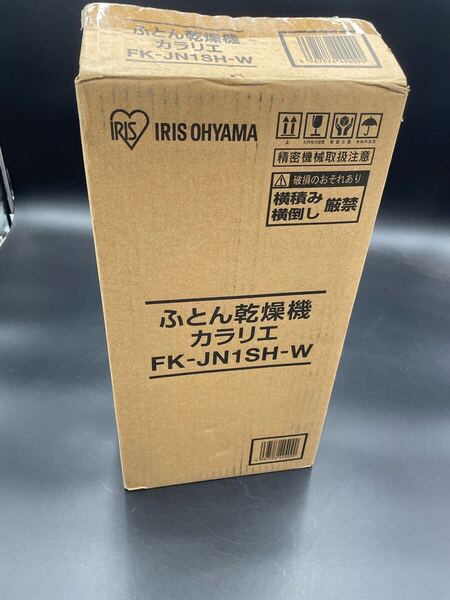 ふとん乾燥機
カラリエ
FK-JN1SH-W
IRIS
IRIS OHYAMA
精密機械取扱注意
破損のおそれあり
横積み
横倒し
厳禁
ふとん乾燥機
カラリエ
FK-JN1SH-W